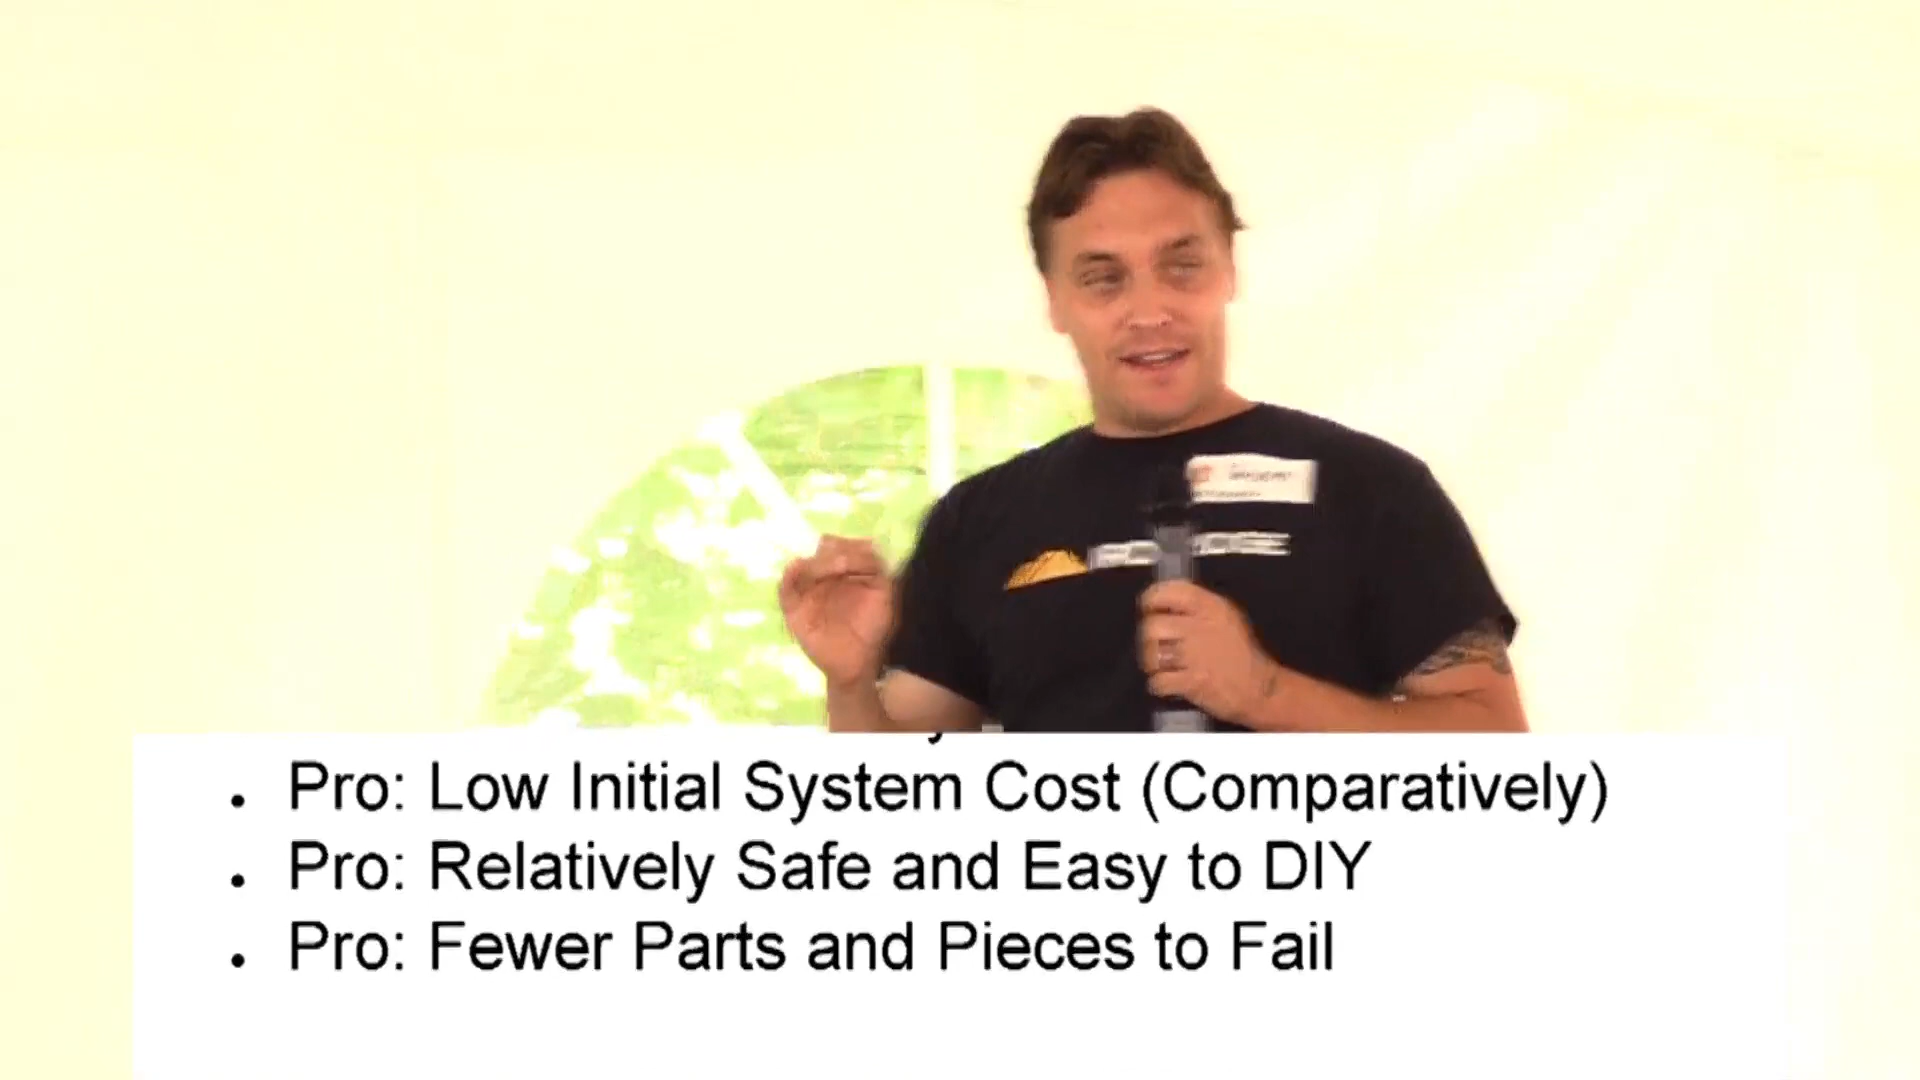 Pro: Low Initial System Cost (Comparatively)
Pro: Relatively Safe and Easy to DIY
Pro: Fewer Parts and Pieces to Fail